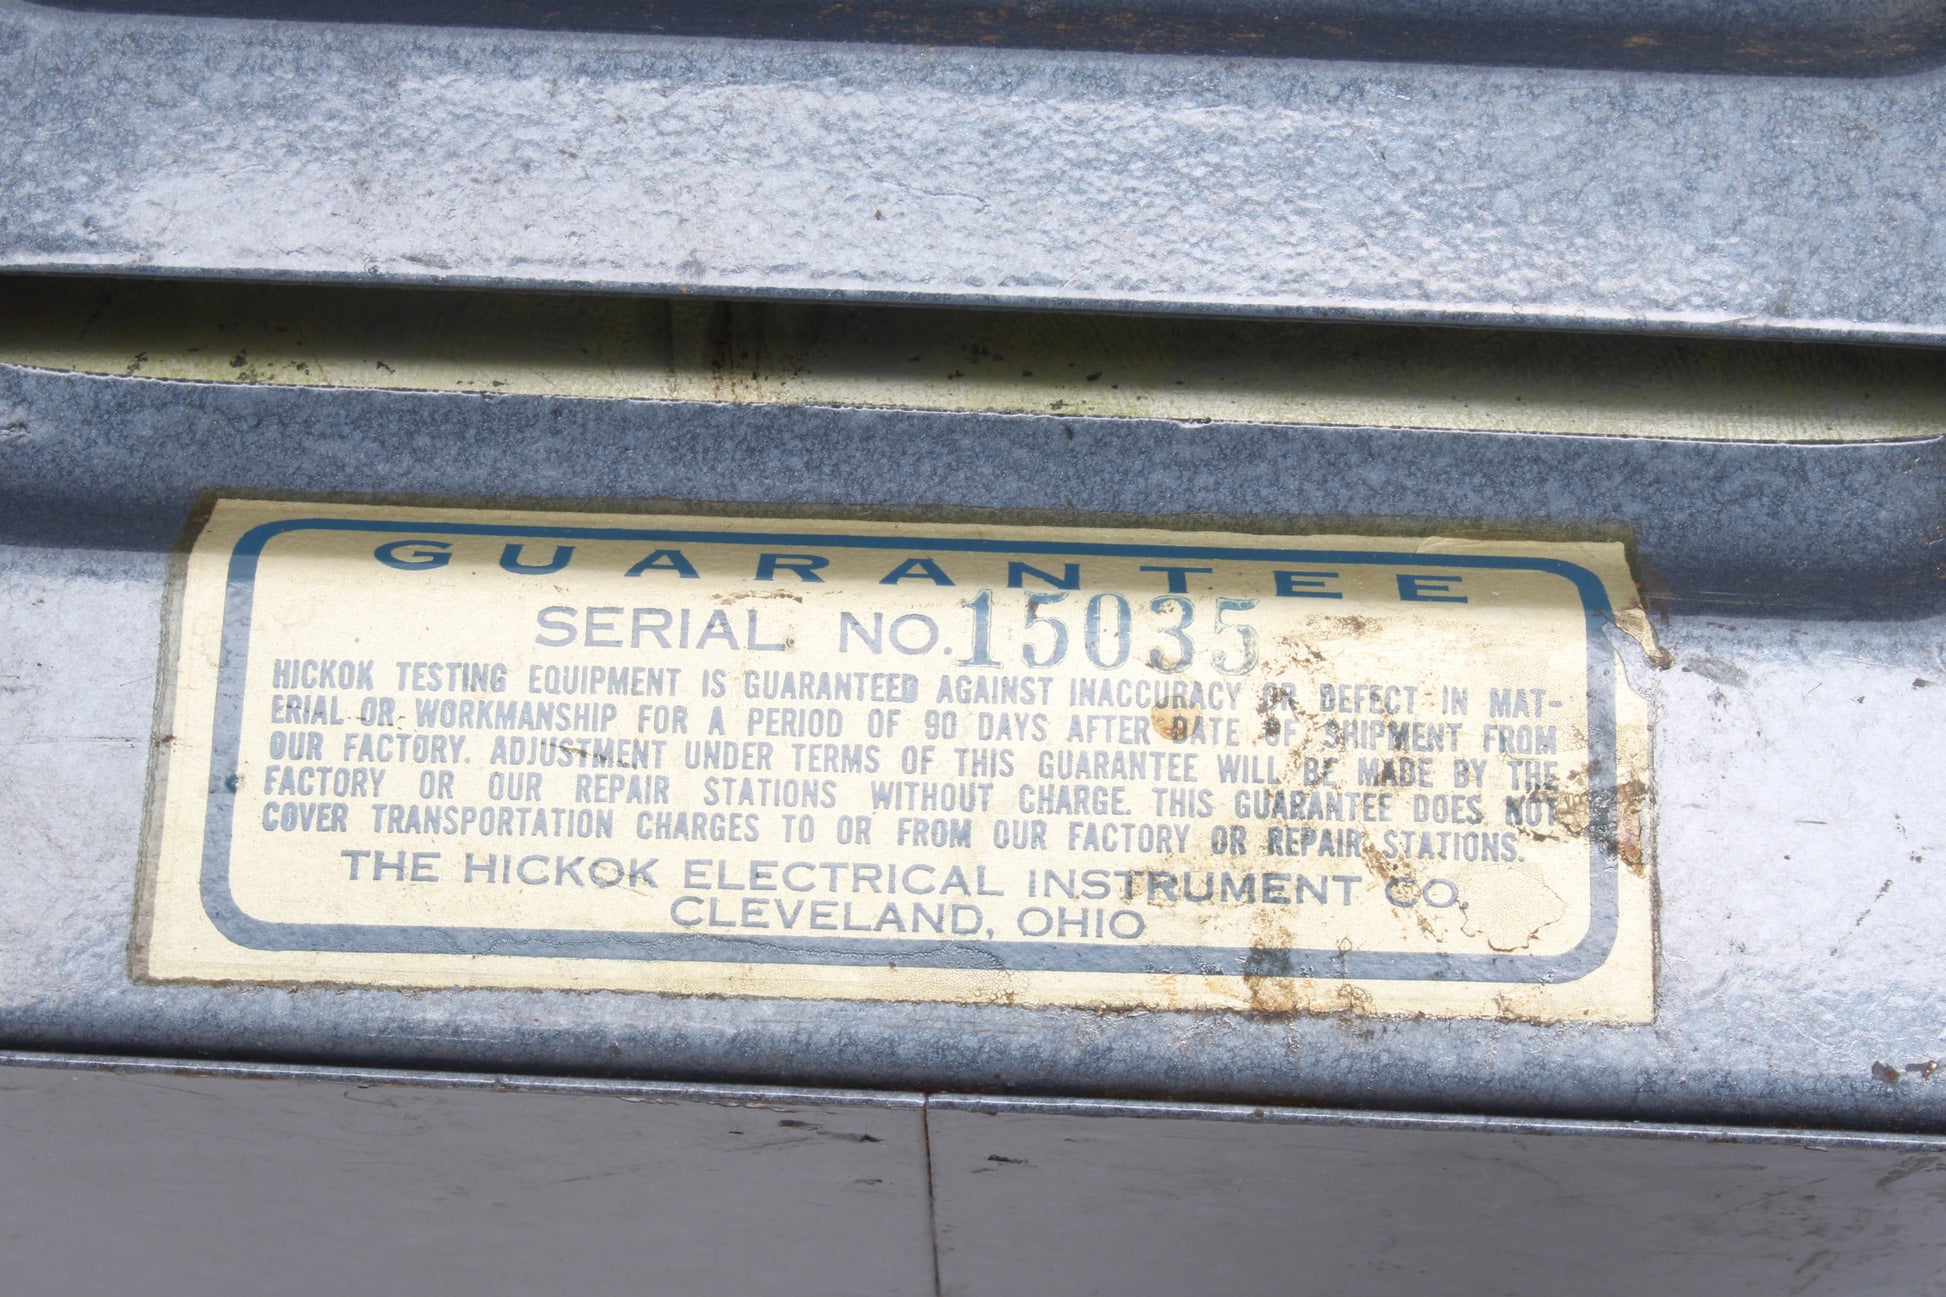 GUARANTEE
SERIAL NO. 15035
HICKOK TESTING EQUIPMENT IS GUARANTEED AGAINST INACCURACY OR DEFECT IN MAT-
ERIAL OR WORKMANSHIP FOR A PERIOD OF 90 DAYS AFTER DATE OF SHIPMENT FROM
OUR FACTORY. ADJUSTMENT UNDER TERMS OF THIS GUARANTEE WILL BE MADE BY THE
FACTORY OR OUR REPAIR STATIONS WITHOUT CHARGE. THIS GUARANTEE DOES NOT
COVER TRANSPORTATION CHARGES TO OR FROM OUR FACTORY OR REPAIR STATIONS.
THE HICKOK ELECTRICAL INSTRUMENT CO.
CLEVELAND, OHIO